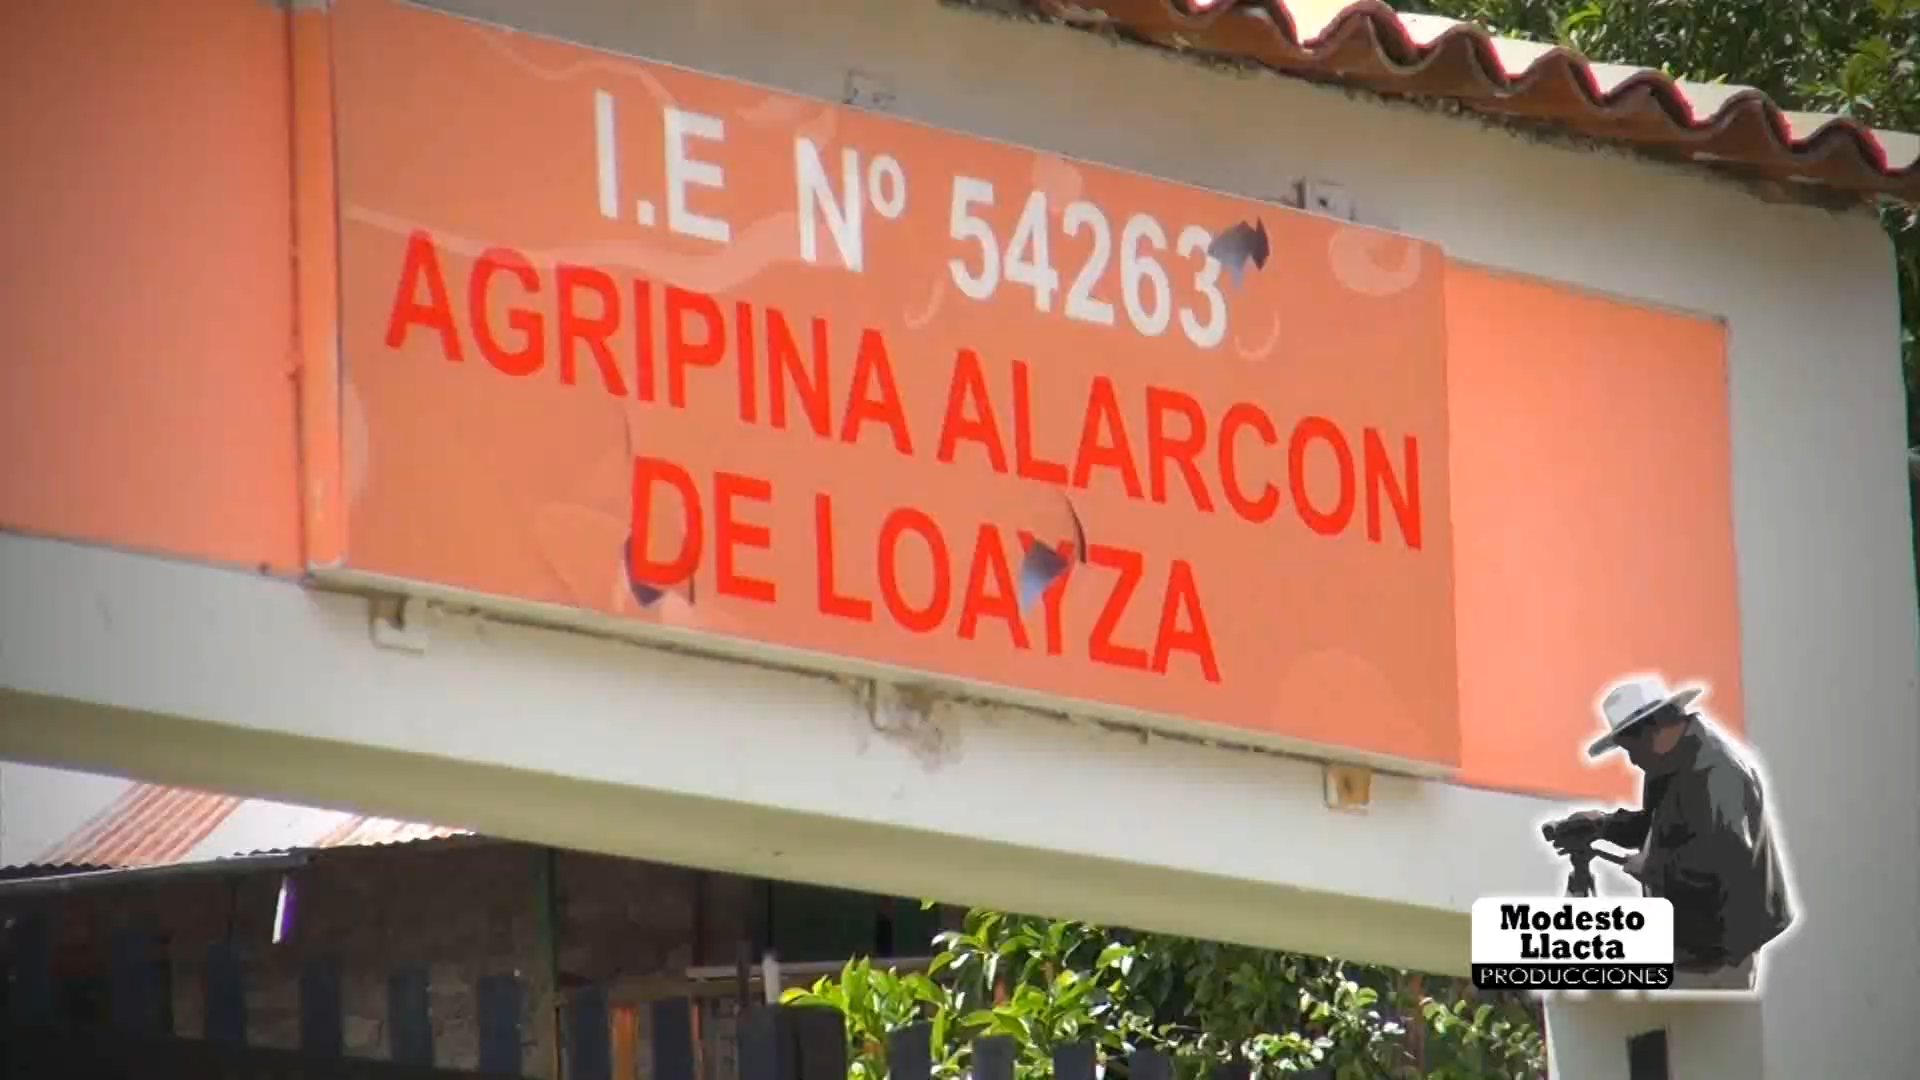 I.E Nº 54263
AGRIPINA ALARCON
DE LOAYZA
Modesto
Llacta
PRODUCCIONES